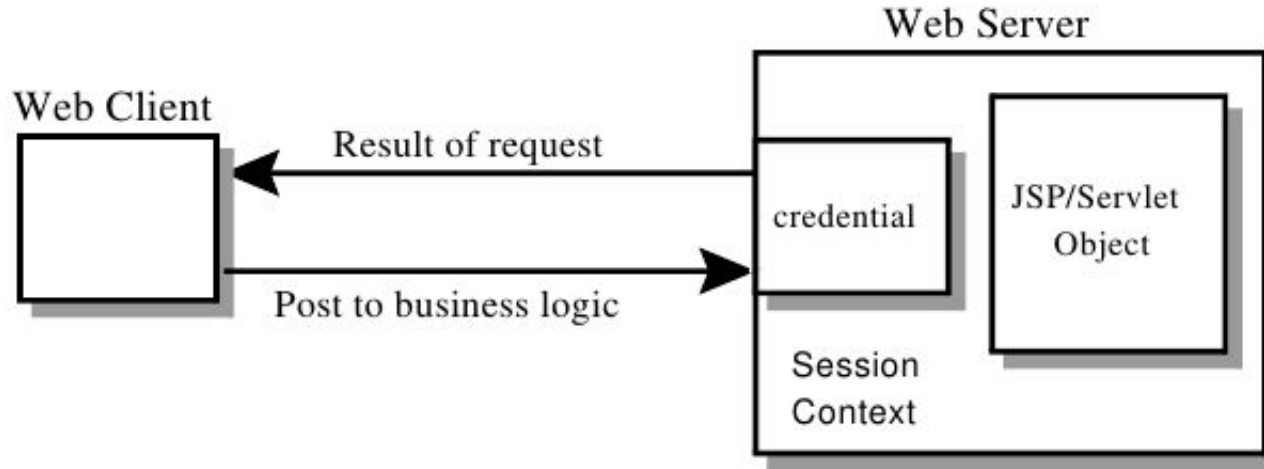 Web Server
Web Client
Result of request
credential
JSP/Servlet
Object
Post to business logic
Session
Context